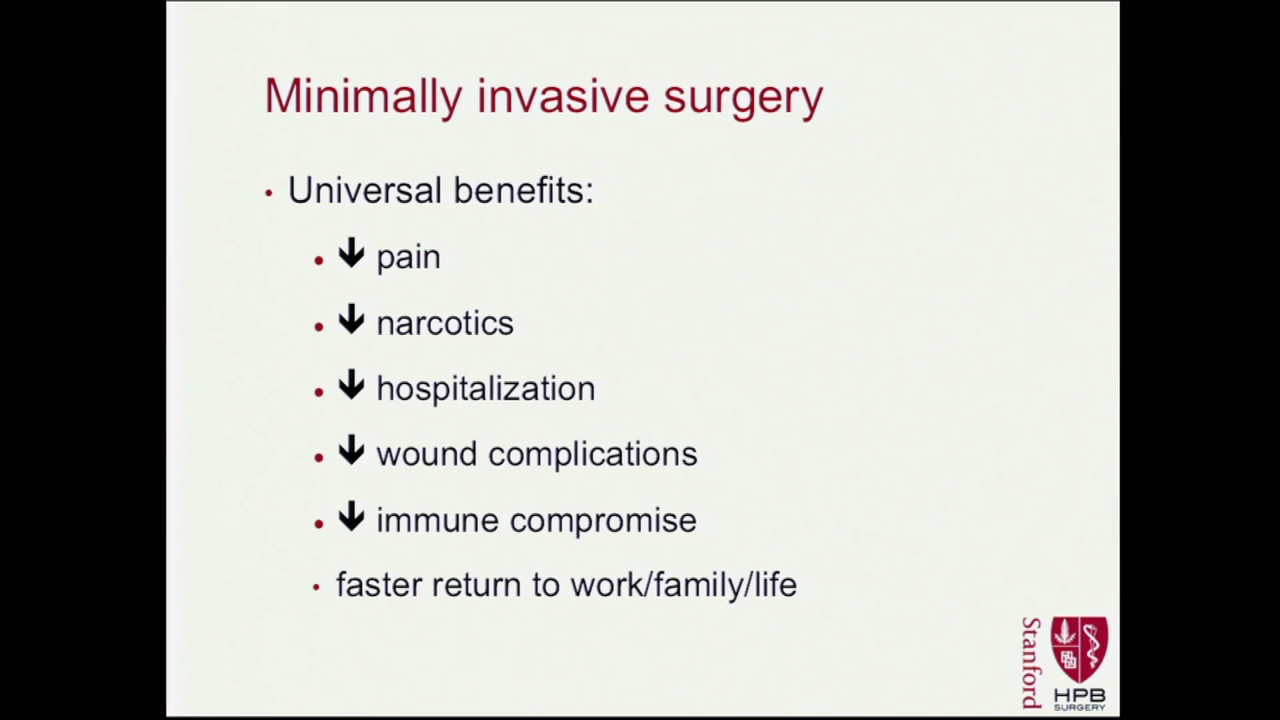 Minimally invasive surgery
• Universal benefits:
• 🡳 pain
• 🡳 narcotics
• 🡳 hospitalization
• 🡳 wound complications
• 🡳 immune compromise
• faster return to work/family/life
Stanford
HPB
SURGERY